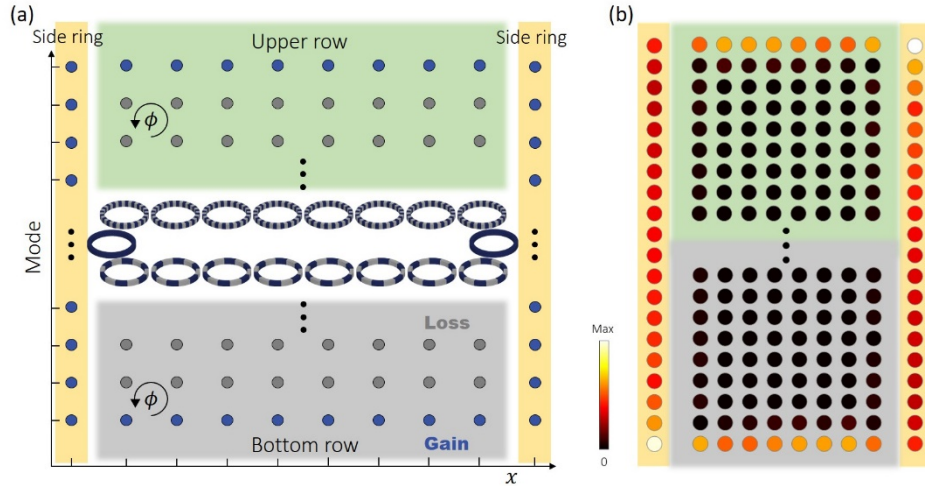 (a)
(b)
Side ring
Upper row
Side ring
ϕ
Mode
Loss
ϕ
Bottom row
Gain
x
Max
0